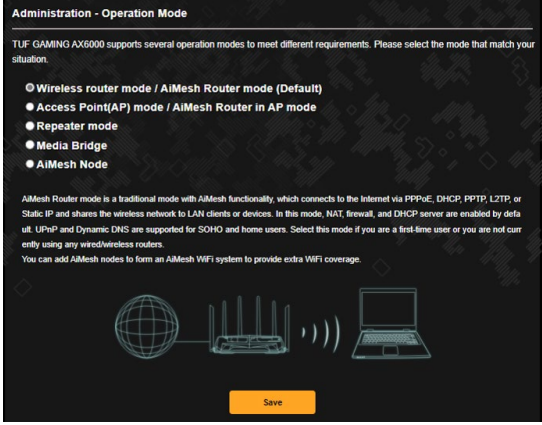 Administration - Operation Mode
TUF GAMING AX6000 supports several operation modes to meet different requirements. Please select the mode that match your
situation.
Wireless router mode / AiMesh Router mode (Default)
Access Point(AP) mode / AiMesh Router in AP mode
Repeater mode
Media Bridge
AiMesh Node
AiMesh Router mode is a traditional mode with AiMesh functionality, which connects to the Internet via PPPoE, DHCP, PPTP, L2TP, or
Static IP and shares the wireless network to LAN clients or devices. In this mode, NAT, firewall, and DHCP server are enabled by defa
ult. UPnP and Dynamic DNS are supported for SOHO and home users. Select this mode if you are a first-time user or you are not curr
ently using any wired/wireless routers.
You can add AiMesh nodes to form an AiMesh WiFi system to provide extra WiFi coverage.
Save